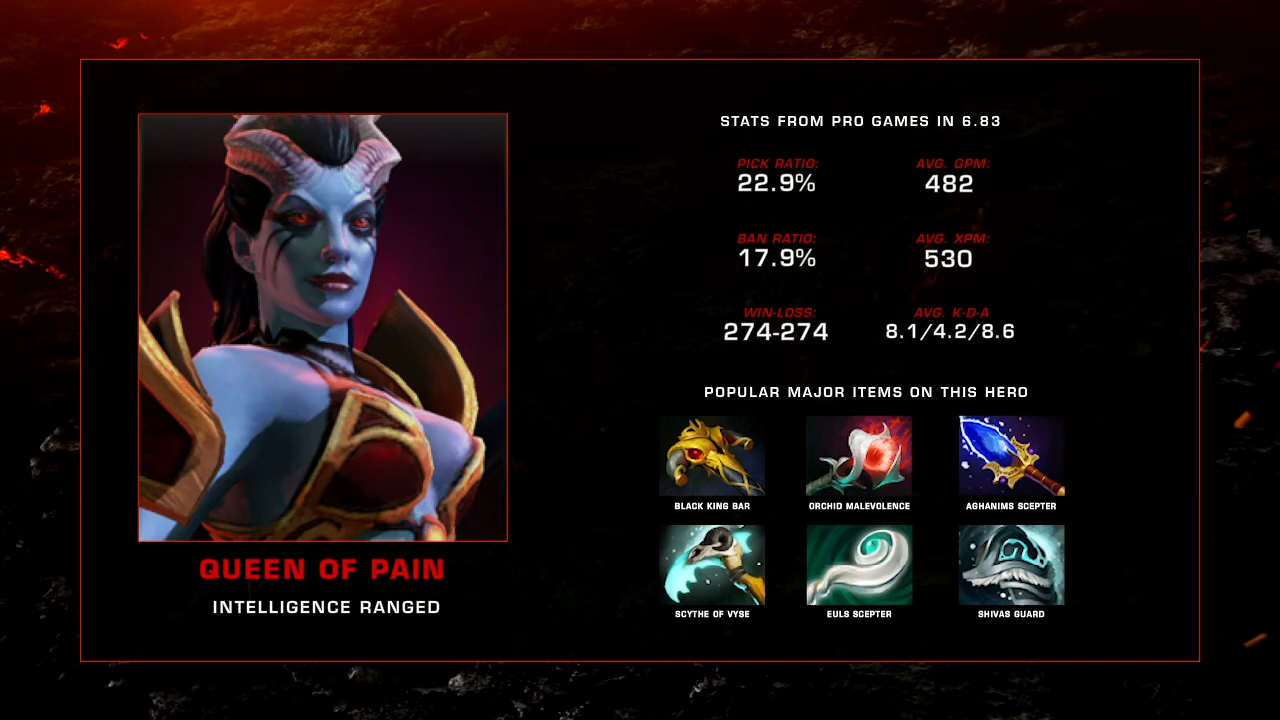 STATS FROM PRO GAMES IN 6.83
PICK RATIO:
22.9%
AVG. GPM:
482
BAN RATIO:
17.9%
AVG. XPM:
530
WIN-LOSS:
274-274
AVG. K-D-A
8.1/4.2/8.6
POPULAR MAJOR ITEMS ON THIS HERO
BLACK KING BAR
ORCHID MALEVOLENCE
AGHANIMS SCEPTER
SCYTHE OF VYSE
EULS SCEPTER
SHIVAS GUARD
QUEEN OF PAIN
INTELLIGENCE RANGED